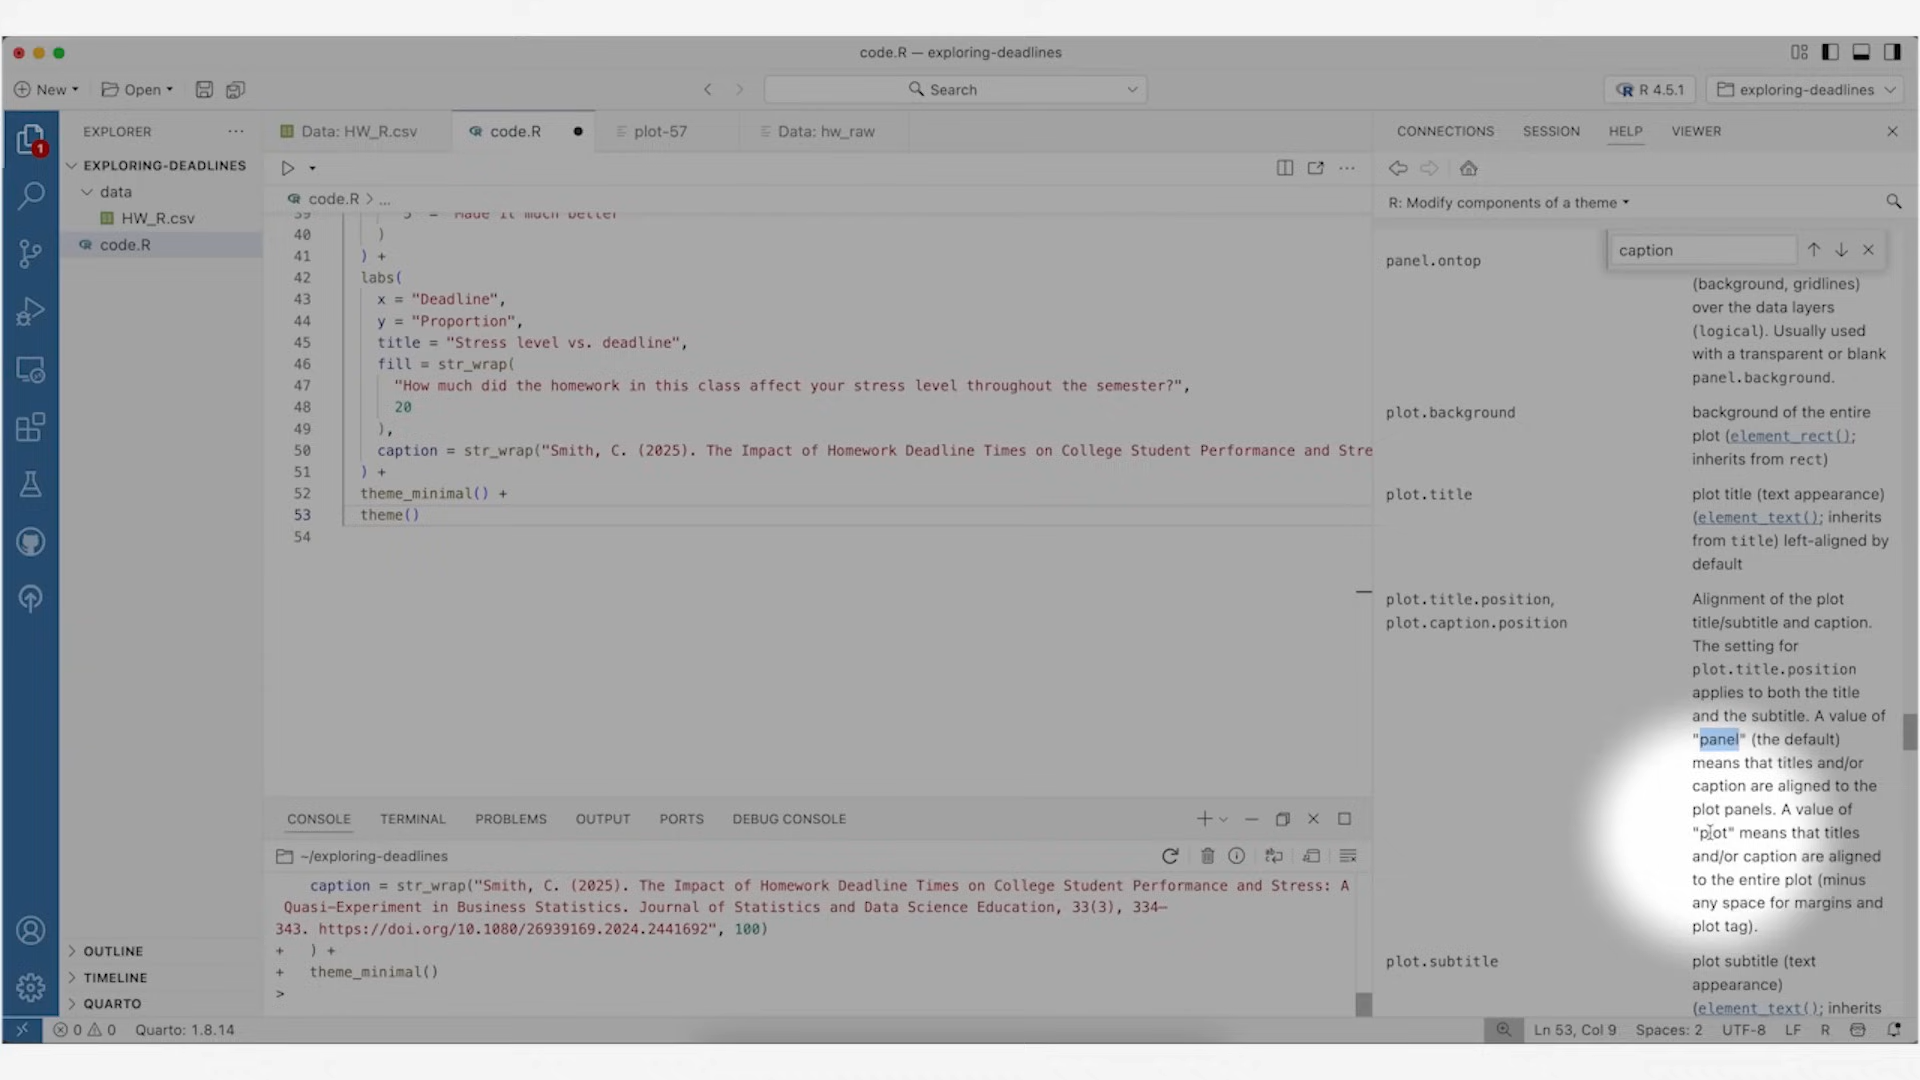 code.R — exploring-deadlines
New
Open
Search
R 4.5.1
exploring-deadlines
1
EXPLORER
EXPLORING-DEADLINES
data
HW_R.csv
code.R
OUTLINE
TIMELINE
QUARTO
Data: HW_R.csv
code.R
plot-57
Data: hw_raw
code.R > ...
39 5 = "Made it much better"
40 )
41 ) +
42 labs(
43 x = "Deadline",
44 y = "Proportion",
45 title = "Stress level vs. deadline",
46 fill = str_wrap(
47 "How much did the homework in this class affect your stress level throughout the semester?",
48 20
49 ),
50 caption = str_wrap("Smith, C. (2025). The Impact of Homework Deadline Times on College Student Performance and Stre
51 ) +
52 theme_minimal() +
53 theme()
54
CONSOLE TERMINAL PROBLEMS OUTPUT PORTS DEBUG CONSOLE
~/exploring-deadlines
caption = str_wrap("Smith, C. (2025). The Impact of Homework Deadline Times on College Student Performance and Stress: A
Quasi-Experiment in Business Statistics. Journal of Statistics and Data Science Education, 33(3), 334–
343. https://doi.org/10.1080/26939169.2024.2441692", 100)
+ ) +
+ theme_minimal()
>
CONNECTIONS SESSION HELP VIEWER
R: Modify components of a theme
caption
panel.ontop
(background, gridlines)
over the data layers
(logical). Usually used
with a transparent or blank
panel.background.
plot.background
background of the entire
plot (element_rect();
inherits from rect)
plot.title
plot title (text appearance)
(element_text(); inherits
from title) left-aligned by
default
plot.title.position,
plot.caption.position
Alignment of the plot
title/subtitle and caption.
The setting for
plot.title.position
applies to both the title
and the subtitle. A value of
"panel" (the default)
means that titles and/or
caption are aligned to the
plot panels. A value of
"plot" means that titles
and/or caption are aligned
to the entire plot (minus
any space for margins and
plot tag).
plot.subtitle
plot subtitle (text
appearance)
(element_text(); inherits
0 0 Quarto: 1.8.14
Ln 53, Col 9 Spaces: 2 UTF-8 LF R